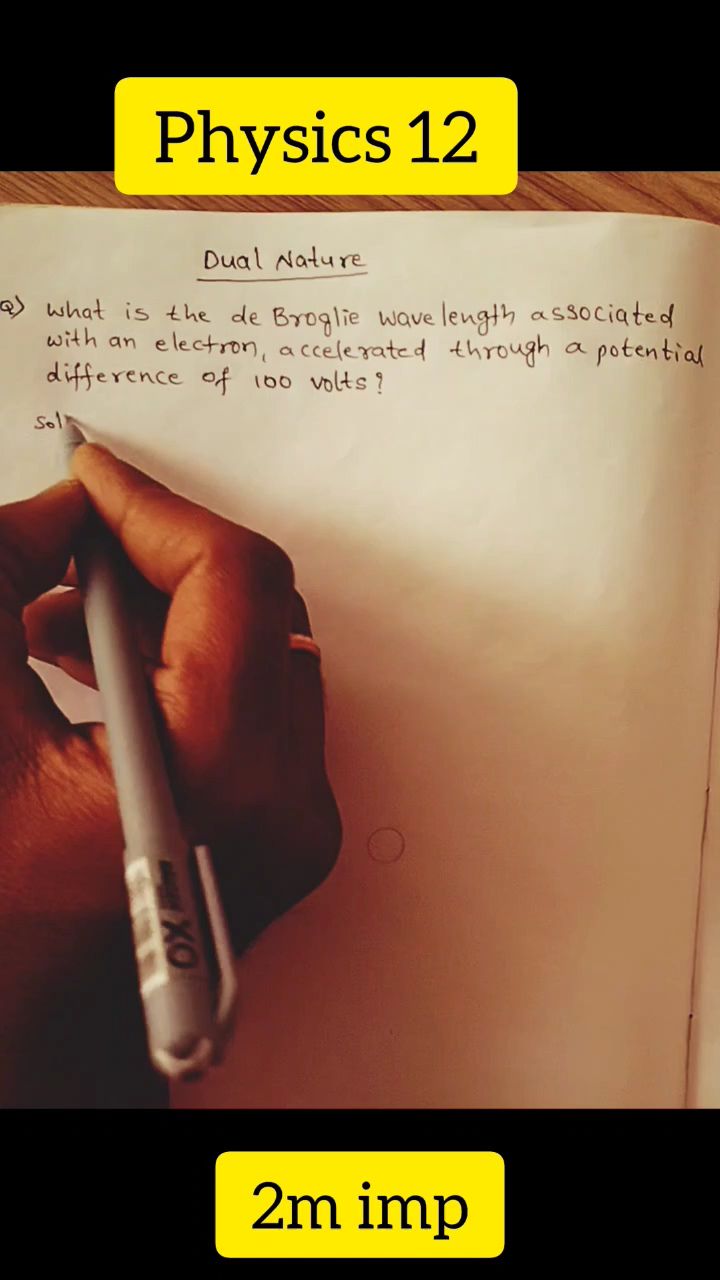 Physics 12
Dual Nature
Q) what is the de Broglie wavelength associated
with an electron, accelerated through a potential
difference of 100 volts?
Sol
XO
2m imp